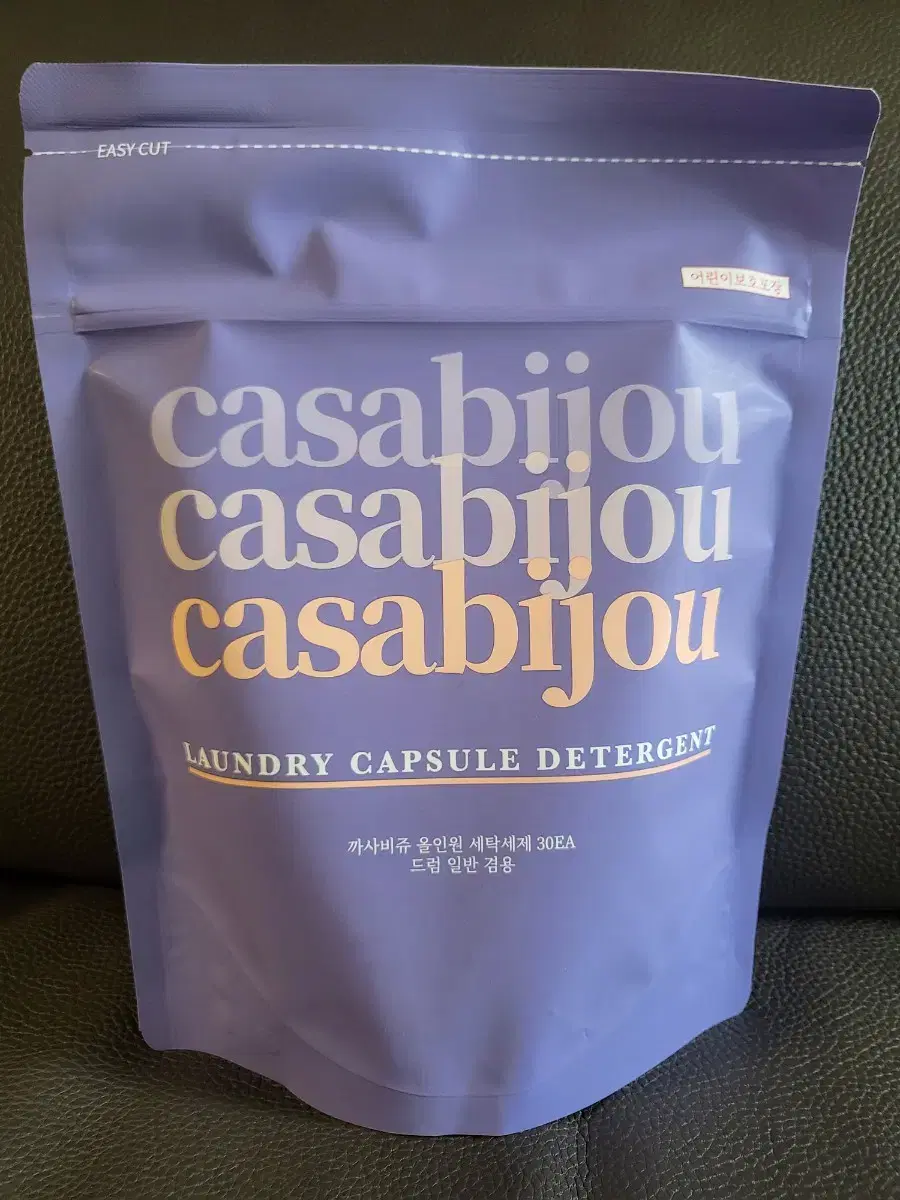 EASY CUT
어린이보호포장
casabijou
casabijou
casabijou
LAUNDRY CAPSULE DETERGENT
까사비쥬 올인원 세탁세제 30EA
드럼 일반 겸용